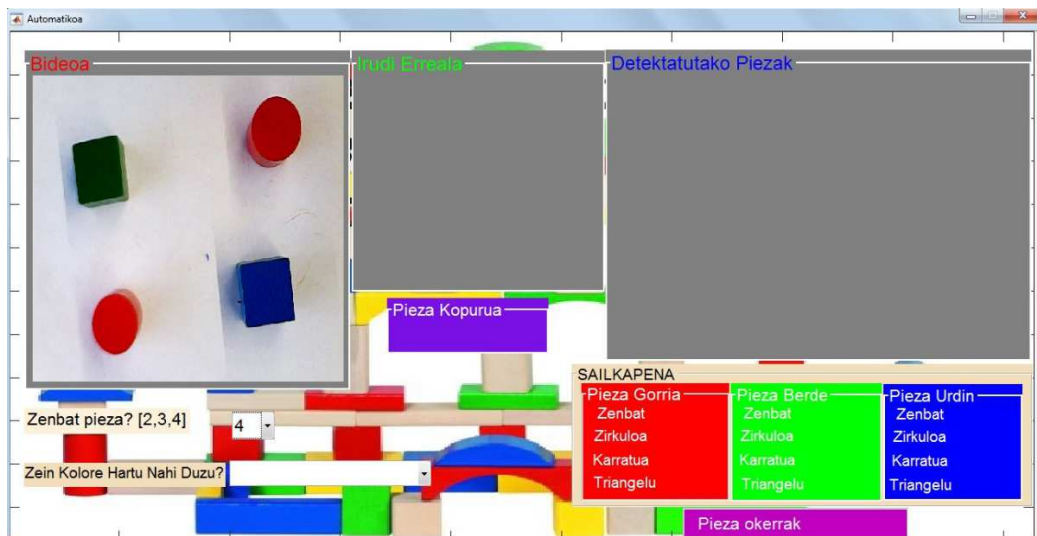 Automatikoa
Bideoa
Irudi Erreala
Detektatutako Piezak
Pieza Kopurua
SAILKAPENA
Pieza Gorria
Zenbat
Zirkuloa
Karratua
Triangelu
Pieza Berde
Zenbat
Zirkuloa
Karratua
Triangelu
Pieza Urdin
Zenbat
Zirkuloa
Karratua
Triangelu
Zenbat pieza? [2,3,4]
4
Zein Kolore Hartu Nahi Duzu?
Pieza okerrak